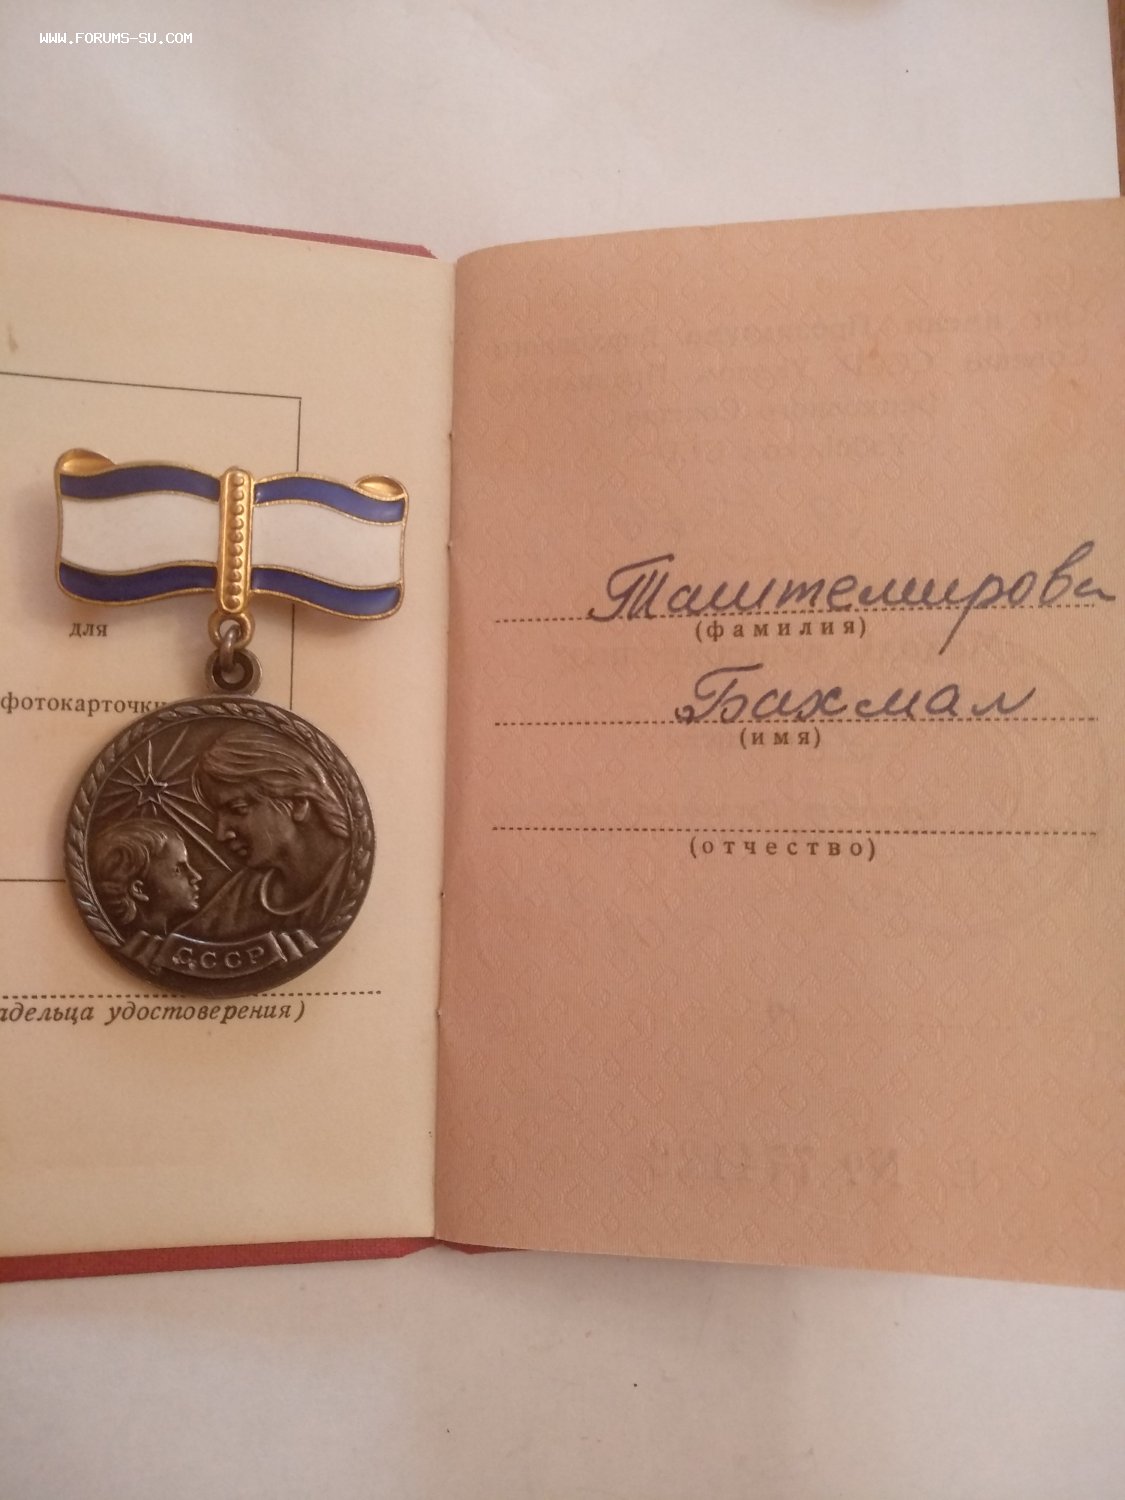 WWW.FORUMS-SU.COM
для
фотокарточки
СССР
адельца удостоверения)
Таштемирова
(фамилия)
Бахмал
(имя)
(отчество)